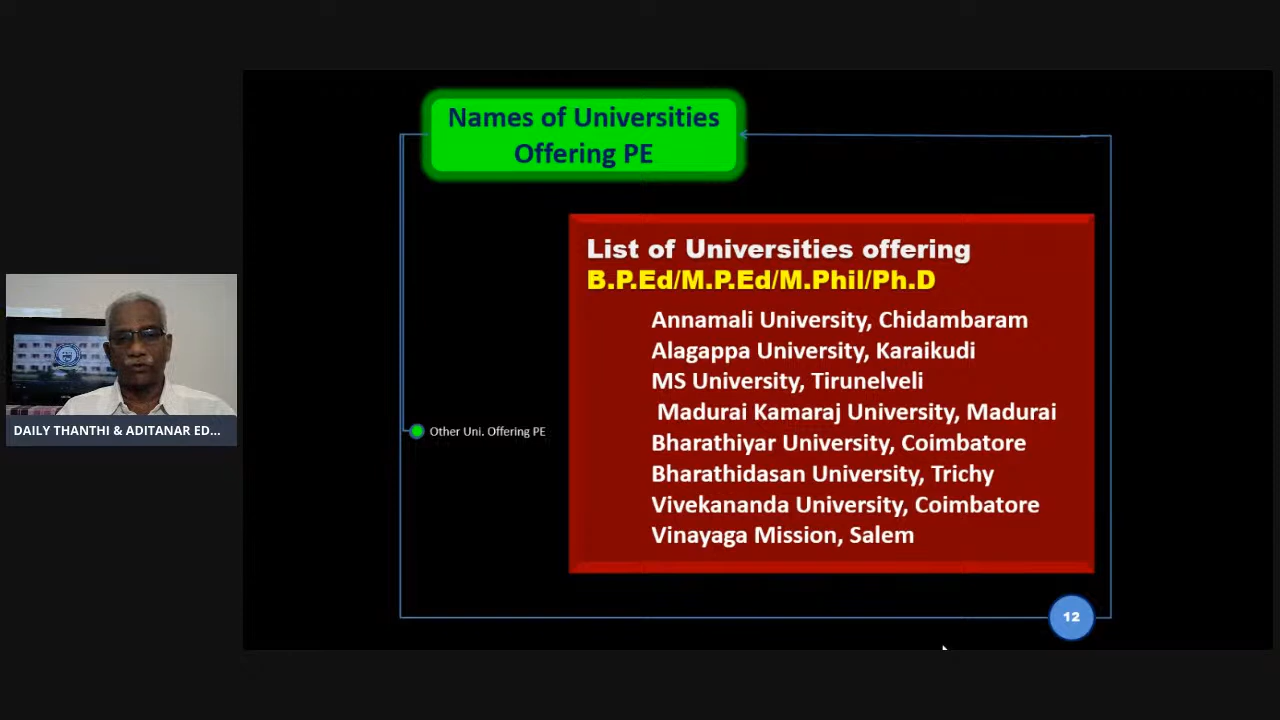 Names of Universities
Offering PE
List of Universities offering
B.P.Ed/M.P.Ed/M.Phil/Ph.D
Annamali University, Chidambaram
Alagappa University, Karaikudi
MS University, Tirunelveli
Madurai Kamaraj University, Madurai
Bharathiyar University, Coimbatore
Bharathidasan University, Trichy
Vivekananda University, Coimbatore
Vinayaga Mission, Salem
Other Uni. Offering PE
DAILY THANTHI & ADITANAR ED...
12